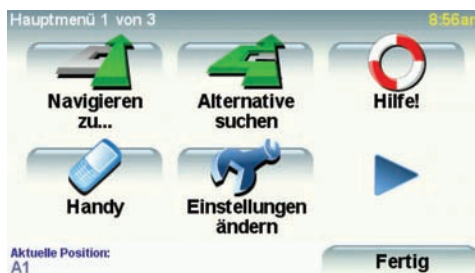 Hauptmenü 1 von 3
8:56am
Navigieren
zu...
Alternative
suchen
Hilfe!
Handy
Einstellungen
ändern
Aktuelle Position:
A1
Fertig